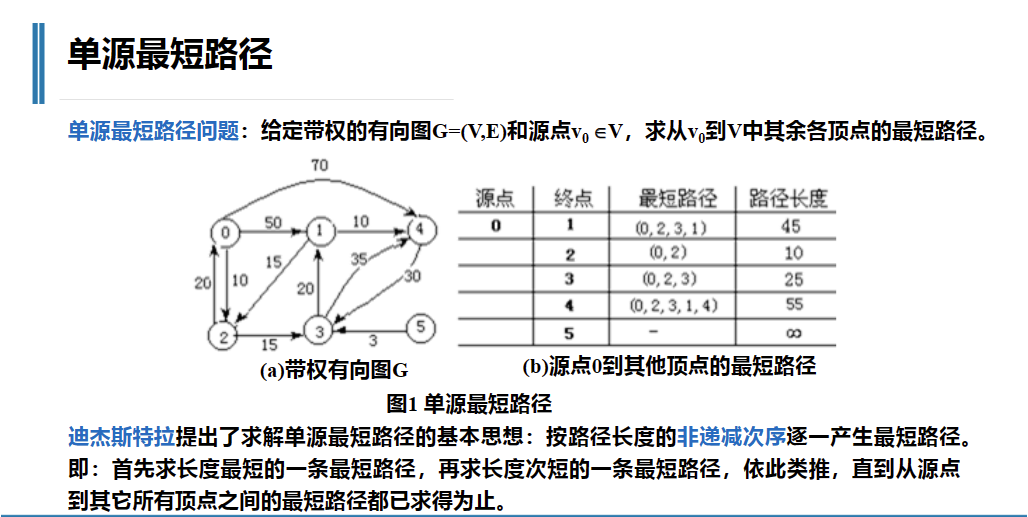 单源最短路径
单源最短路径问题：给定带权的有向图G=(V,E)和源点v0 ∈V，求从v0到V中其余各顶点的最短路径。
70
0 50 1 10 4
20 10 15 35 30
20
2 15 3 3 5
(a)带权有向图G
源点 终点 最短路径 路径长度
0 1 (0,2,3,1) 45
2 (0,2) 10
3 (0,2,3) 25
4 (0,2,3,1,4) 55
5 - ∞
(b)源点0到其他顶点的最短路径
图1 单源最短路径
迪杰斯特拉提出了求解单源最短路径的基本思想：按路径长度的非递减次序逐一产生最短路径。
即：首先求长度最短的一条最短路径，再求长度次短的一条最短路径，依此类推，直到从源点
到其它所有顶点之间的最短路径都已求得为止。